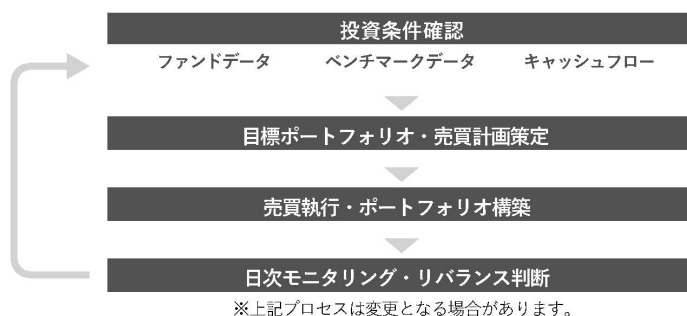 投資条件確認
ファンドデータ ベンチマークデータ キャッシュフロー
目標ポートフォリオ・売買計画策定
売買執行・ポートフォリオ構築
日次モニタリング・リバランス判断
※上記プロセスは変更となる場合があります。